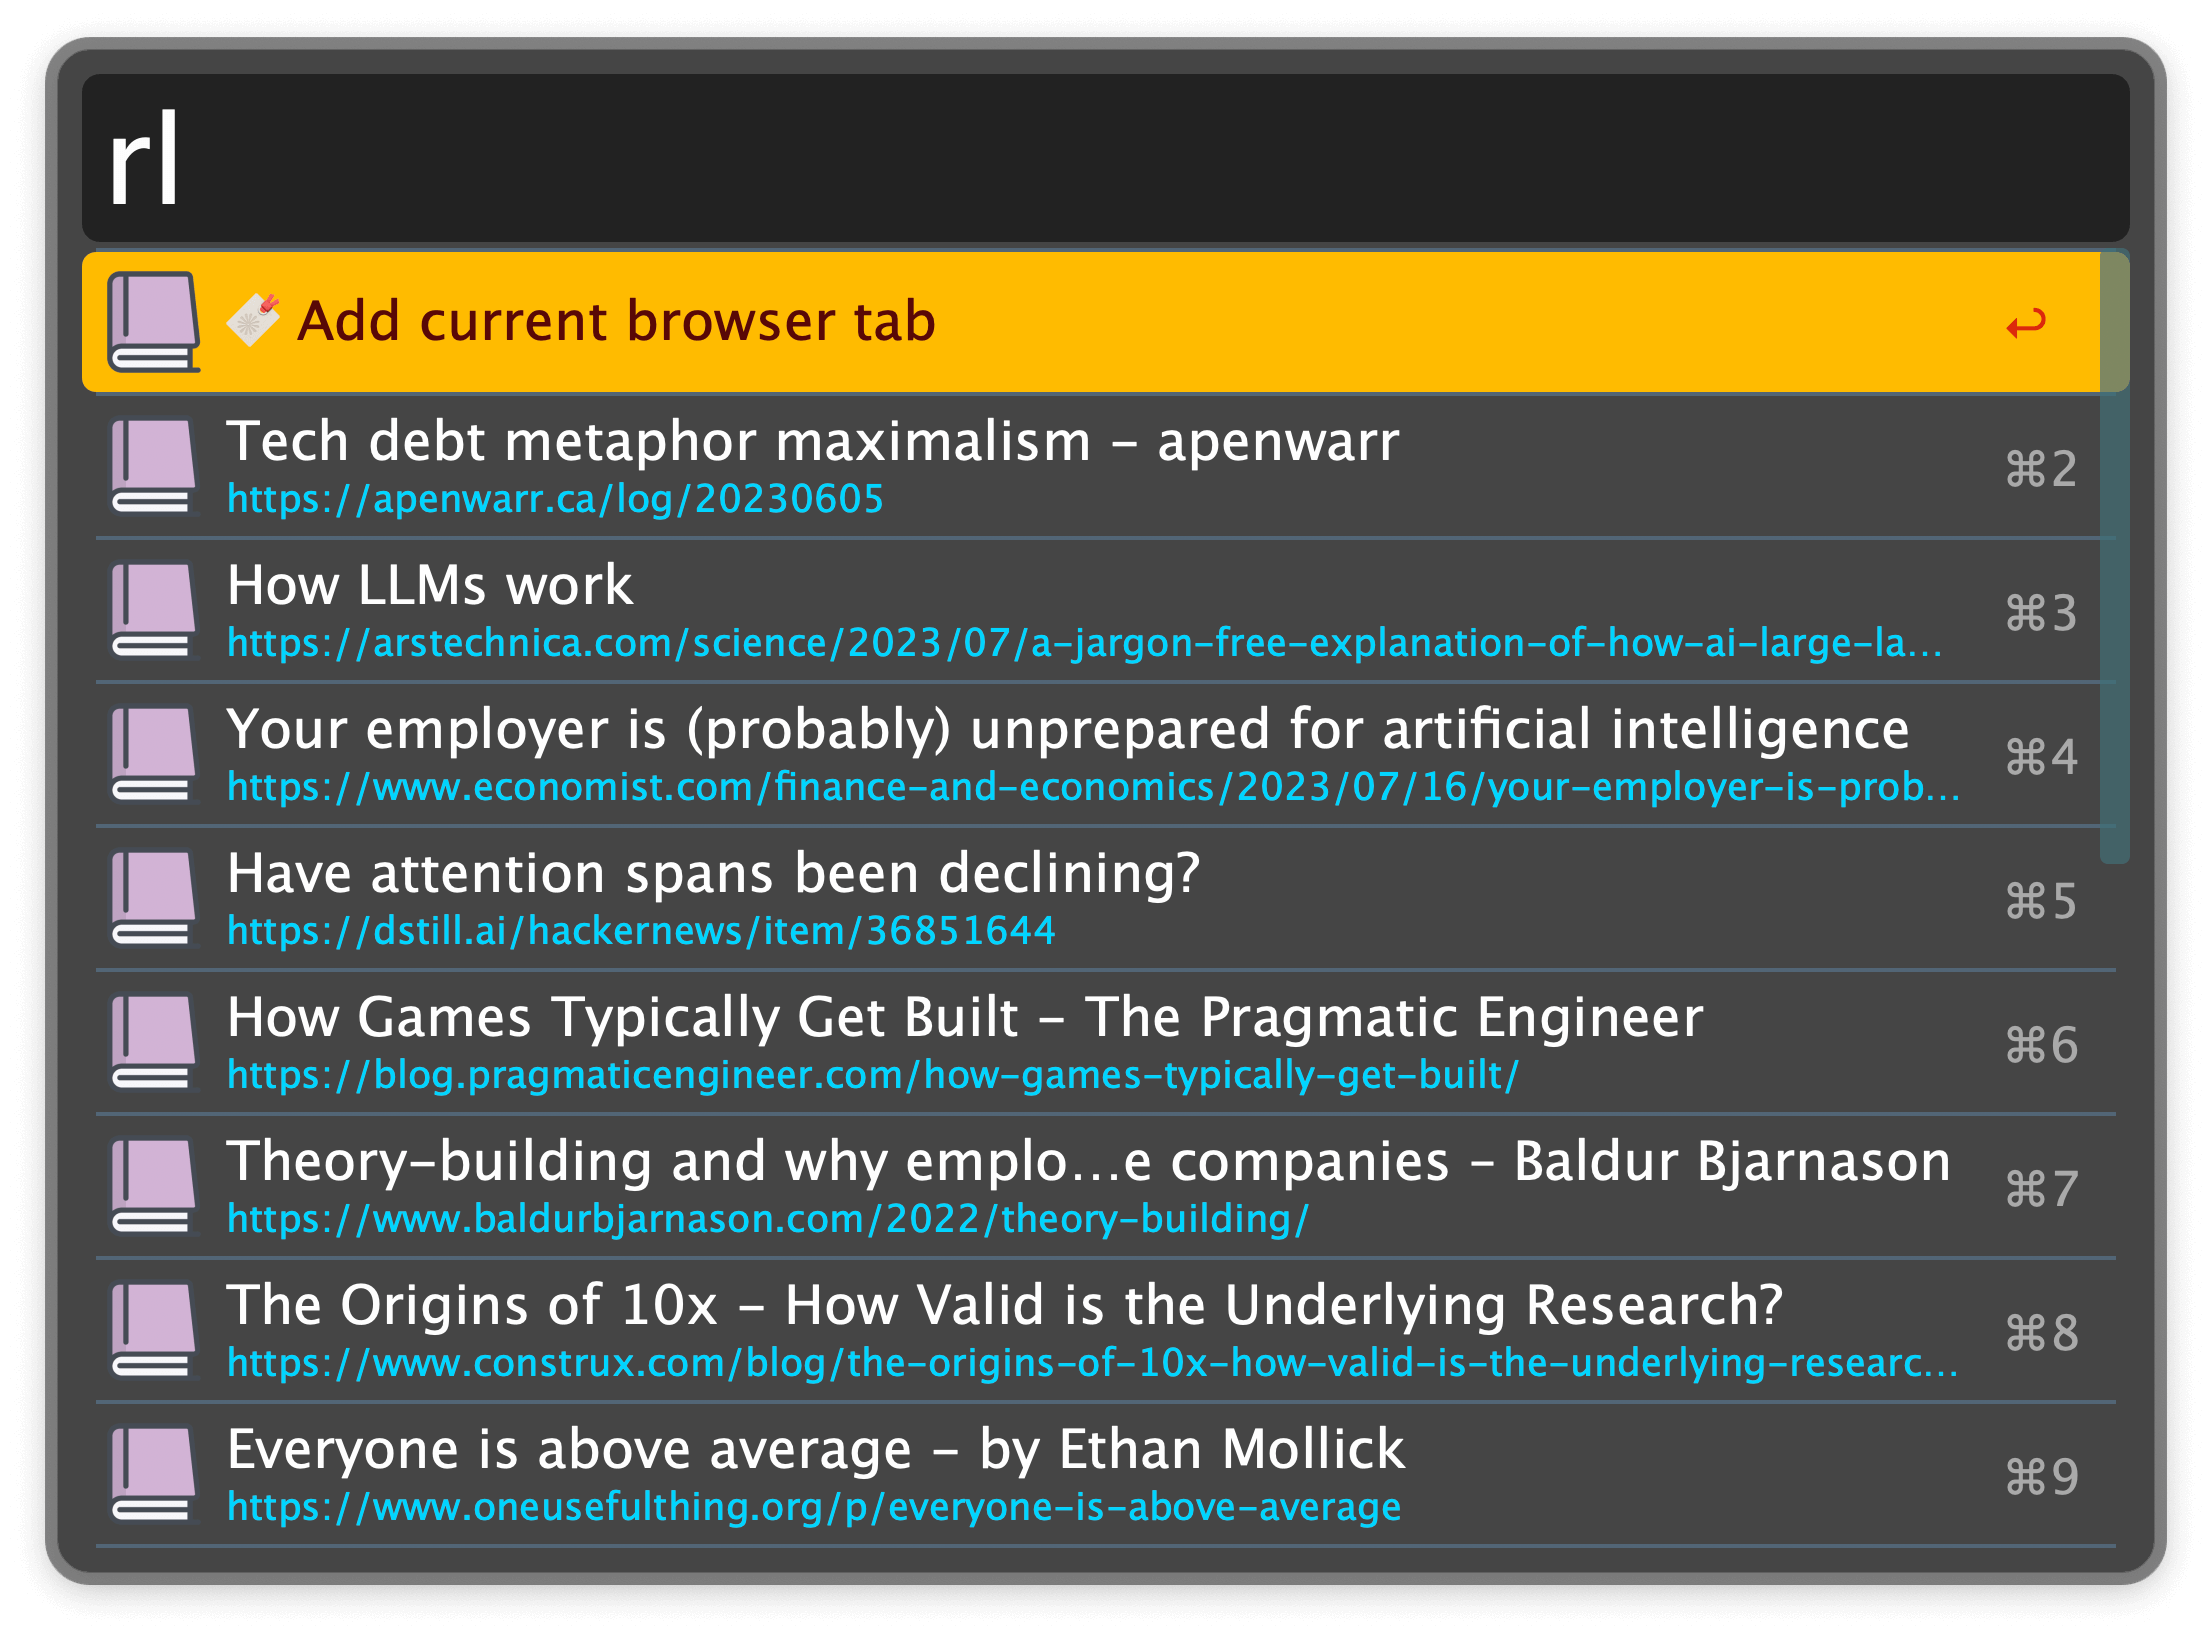 rl
Add current browser tab ↩
Tech debt metaphor maximalism – apenwarr
https://apenwarr.ca/log/20230605
⌘2
How LLMs work
https://arstechnica.com/science/2023/07/a-jargon-free-explanation-of-how-ai-large-la…
⌘3
Your employer is (probably) unprepared for artificial intelligence
https://www.economist.com/finance-and-economics/2023/07/16/your-employer-is-prob…
⌘4
Have attention spans been declining?
https://dstill.ai/hackernews/item/36851644
⌘5
How Games Typically Get Built – The Pragmatic Engineer
https://blog.pragmaticengineer.com/how-games-typically-get-built/
⌘6
Theory-building and why emplo…e companies – Baldur Bjarnason
https://www.baldurbjarnason.com/2022/theory-building/
⌘7
The Origins of 10x – How Valid is the Underlying Research?
https://www.construx.com/blog/the-origins-of-10x-how-valid-is-the-underlying-researc…
⌘8
Everyone is above average – by Ethan Mollick
https://www.oneusefulthing.org/p/everyone-is-above-average
⌘9